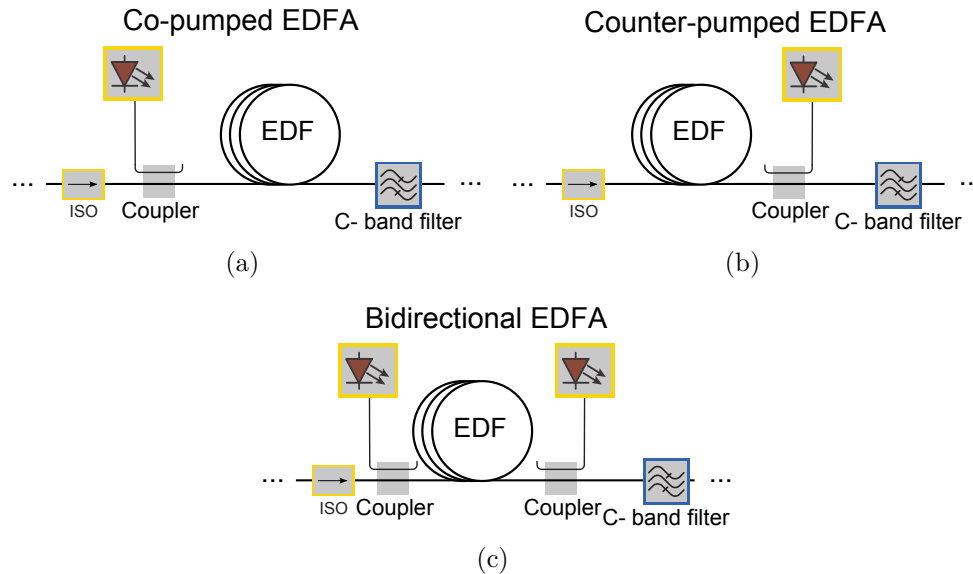 Co-pumped EDFA
EDF
...
ISO
Coupler
C- band filter
...
(a)
Counter-pumped EDFA
EDF
...
ISO
Coupler
C- band filter
..
(b)
Bidirectional EDFA
EDF
...
ISO
Coupler
Coupler
C- band filter
...
(c)